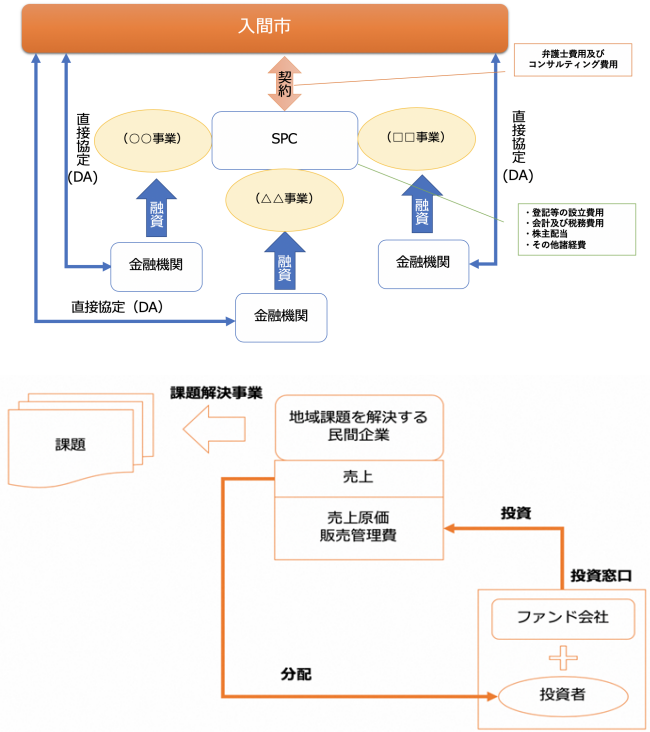 入間市
弁護士費用及び
コンサルティング費用
契約
直接協定
(DA)
直接協定
(DA)
(○○事業)
SPC
(□□事業)
(△△事業)
融資
融資
融資
・登記等の設立費用
・会計及び税務費用
・株主配当
・その他諸経費
金融機関
金融機関
直接協定(DA)
金融機関
課題解決事業
課題
地域課題を解決する
民間企業
売上
売上原価
販売管理費
投資
投資窓口
ファンド会社
分配
投資者